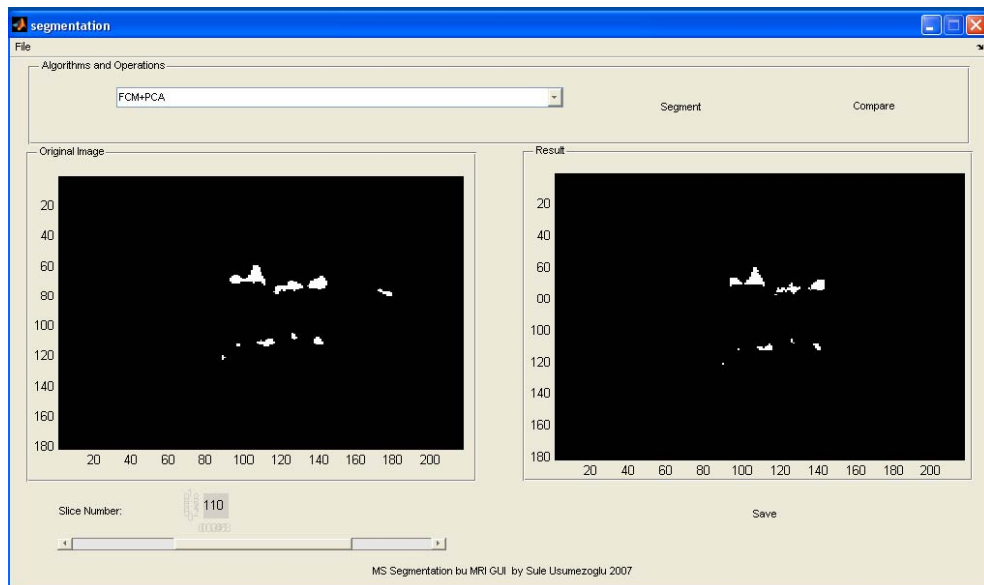 segmentation
File
Algorithms and Operations
FCM+PCA
Segment
Compare
Original Image
20
40
60
80
100
120
140
160
180
20 40 60 80 100 120 140 160 180 200
Result
20
40
60
00
100
120
140
160
180
20 40 60 80 100 120 140 160 180 200
Slice Number:
110
Save
MS Segmentation bu MRI GUI by Sule Usumezoglu 2007